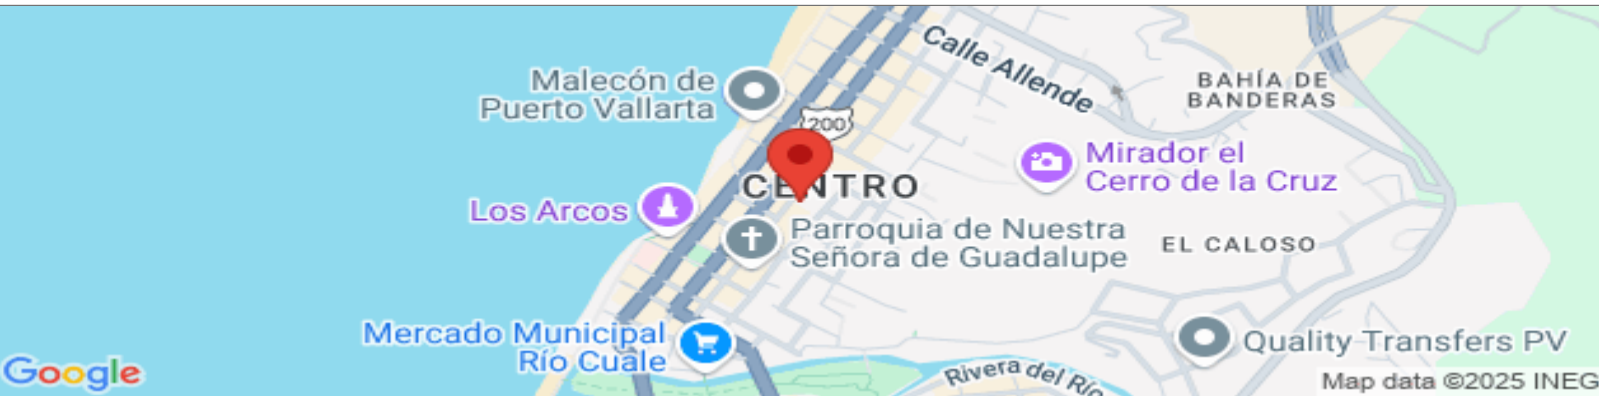 Calle Allende
Malecón de
Puerto Vallarta
BAHÍA DE
BANDERAS
200
Mirador el
Cerro de la Cruz
CENTRO
Los Arcos
Parroquia de Nuestra
Señora de Guadalupe
EL CALOSO
Mercado Municipal
Río Cuale
Quality Transfers PV
Google
Rivera del Río
Map data ©2025 INEG